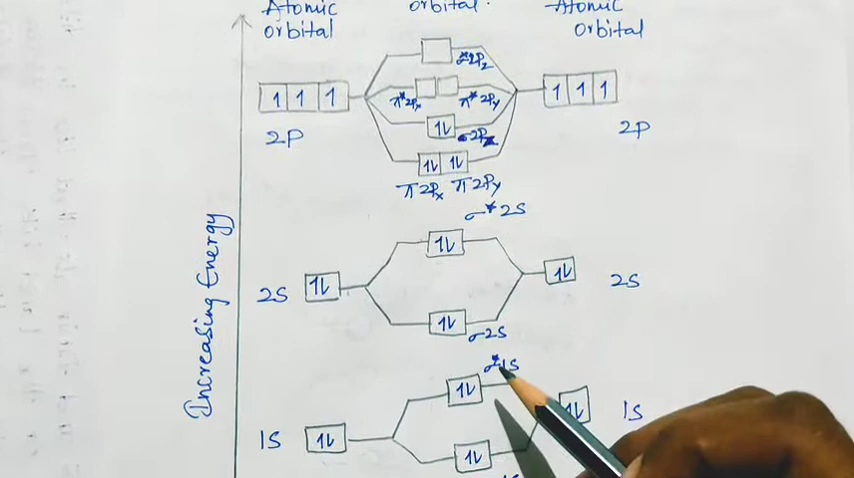 Atomic
orbital
orbital.
Atomic
orbital
σ*2Pz
1 1 1
π*2Px
π*2Py
1 1 1
2P
1L
σ2Pz
2P
1L 1L
π2Px π2Py
σ*2S
1L
2S
1L
1L
2S
1L
σ2S
Increasing Energy
σ*1S
1L
1S
1L
1L
1S
1L